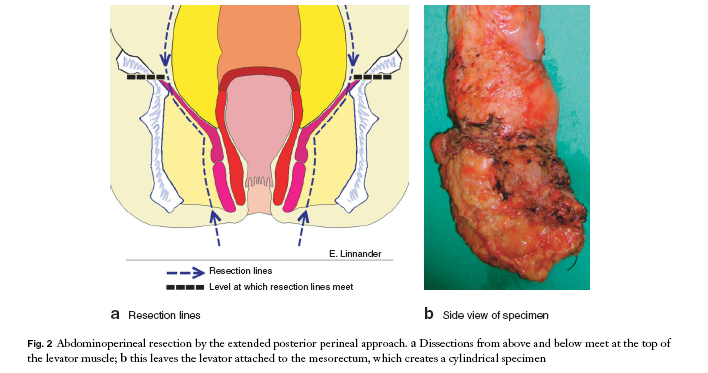 E. Linnander
Resection lines
Level at which resection lines meet
a Resection lines
b Side view of specimen
Fig. 2 Abdominoperineal resection by the extended posterior perineal approach. a Dissections from above and below meet at the top of
the levator muscle; b this leaves the levator attached to the mesorectum, which creates a cylindrical specimen